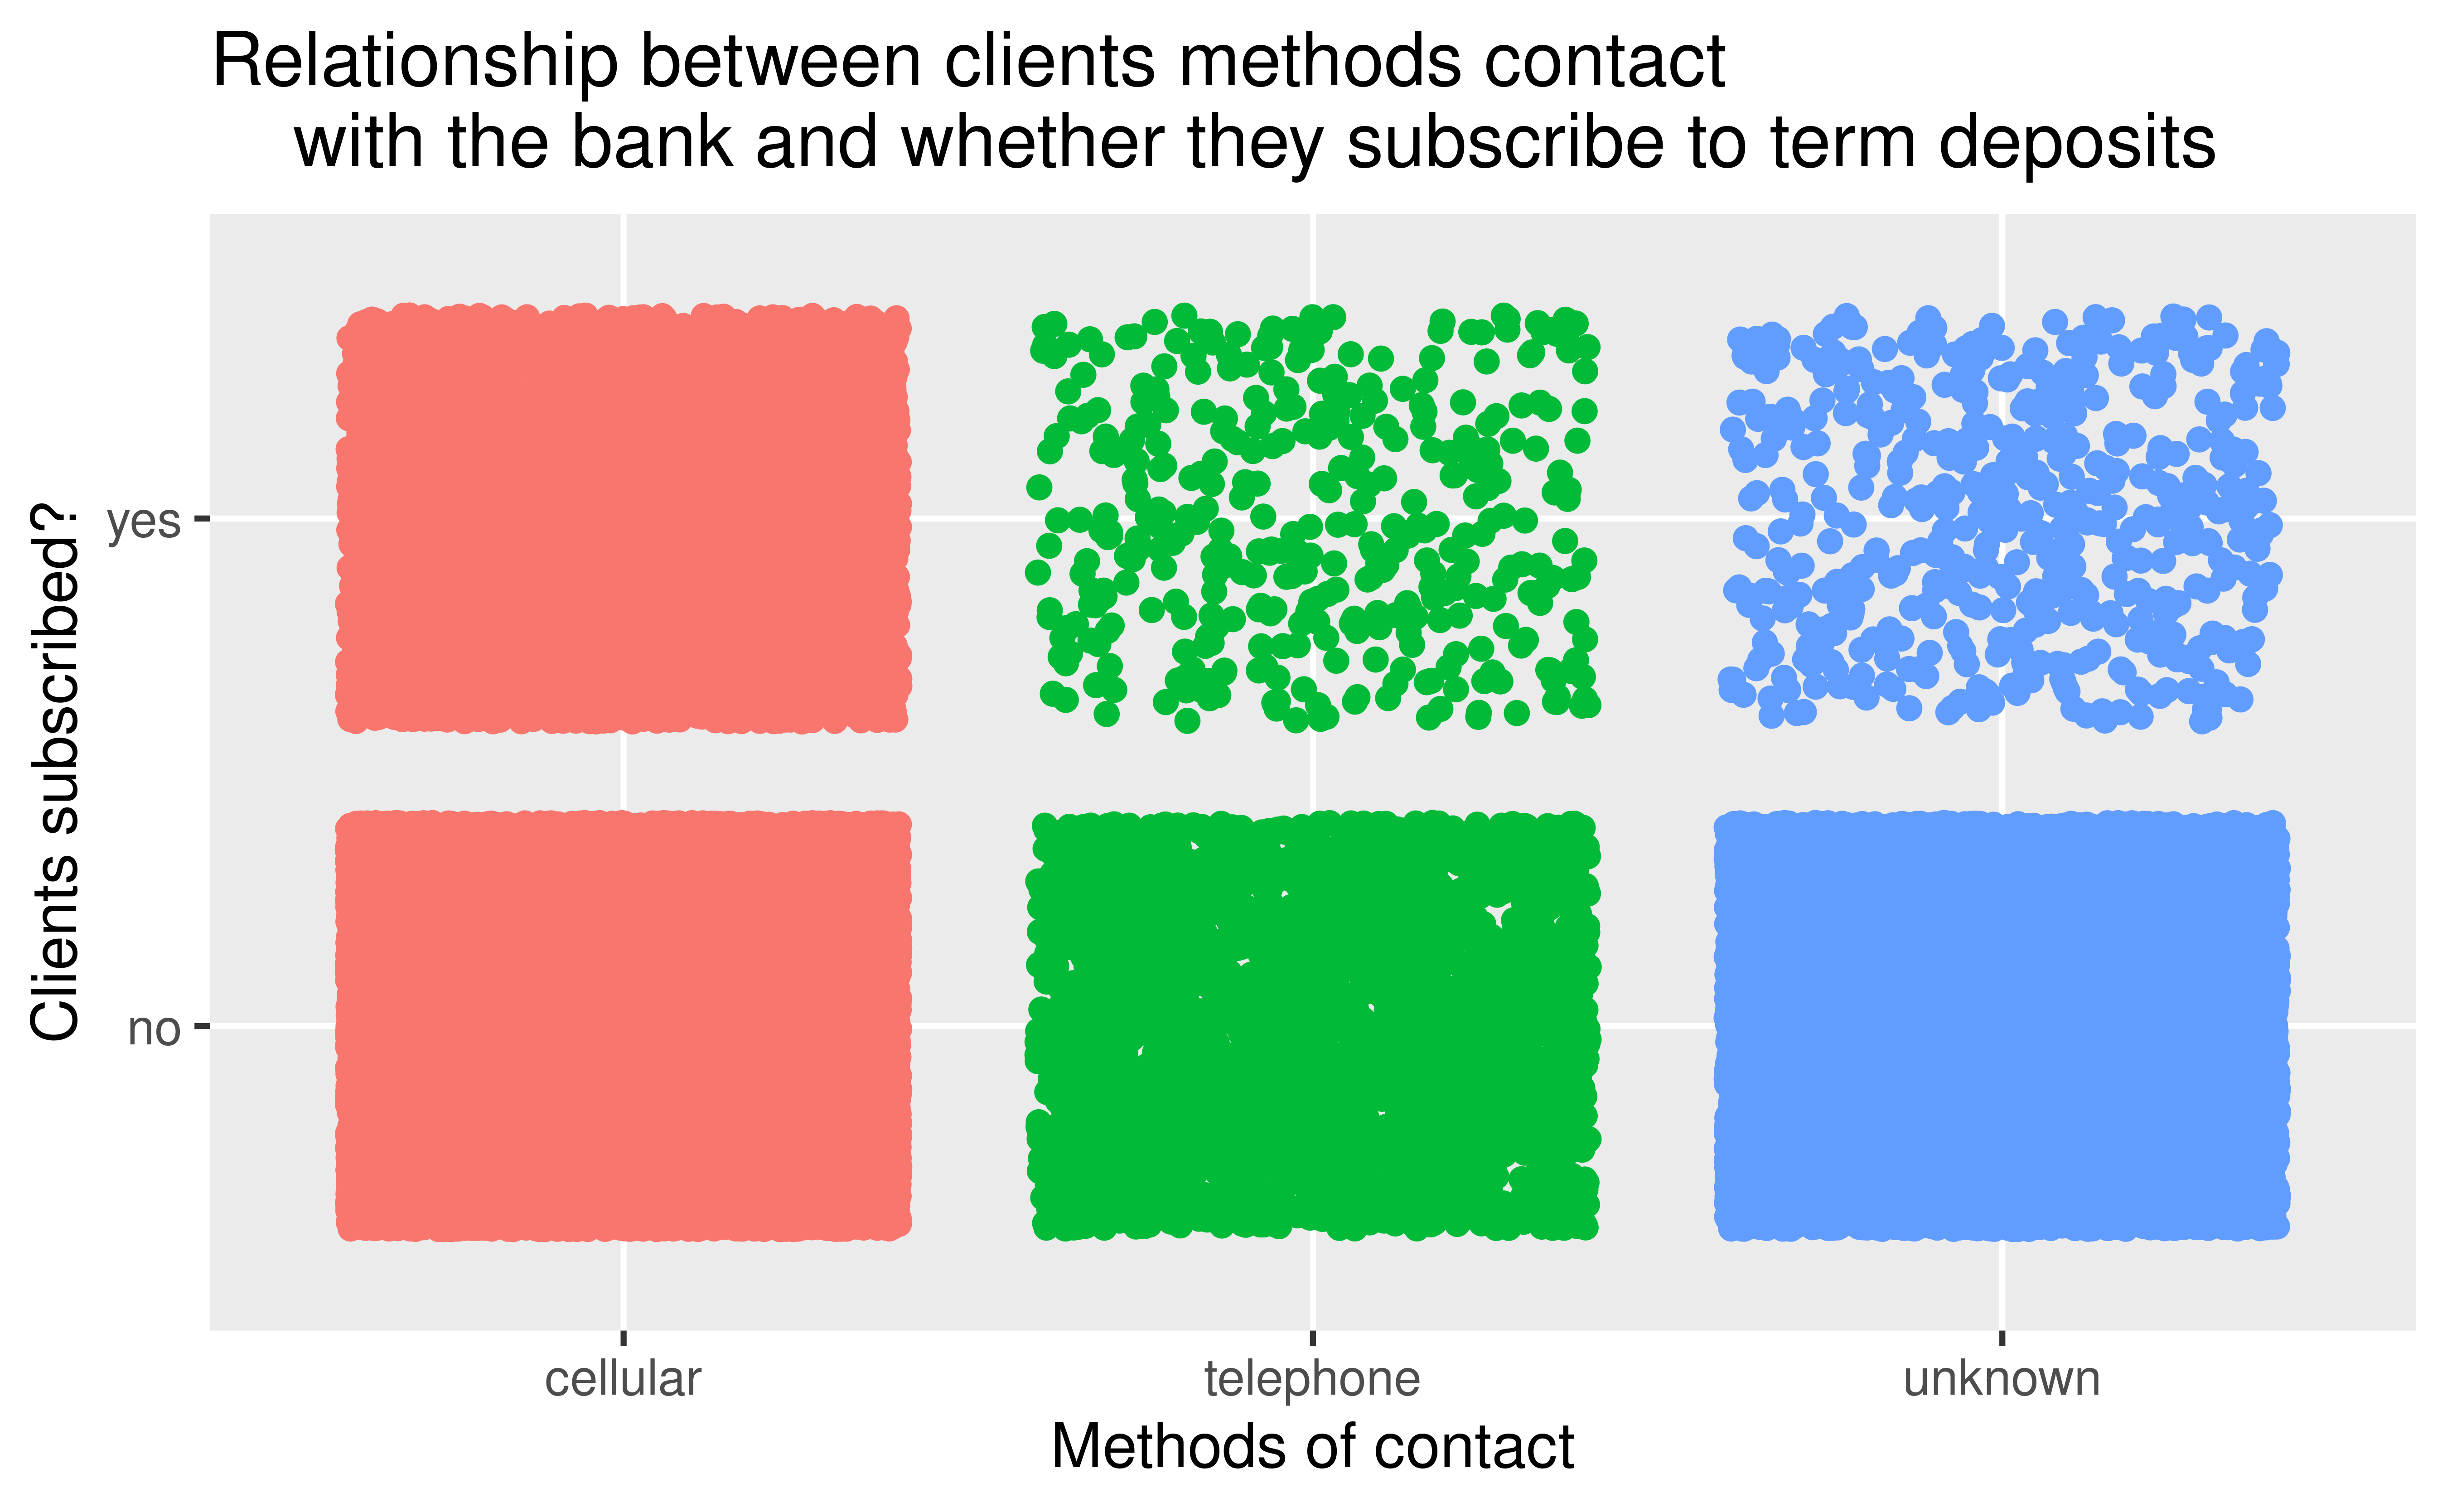 Relationship between clients methods contact
with the bank and whether they subscribe to term deposits
Clients subscribed?
yes
no
cellular
telephone
unknown
Methods of contact